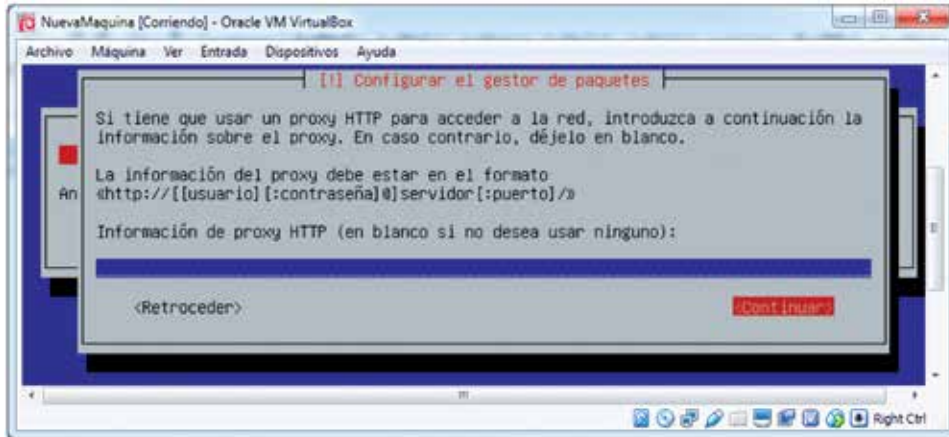 NuevaMaquina [Corriendo] - Oracle VM VirtualBox
Archivo Máquina Ver Entrada Dispositivos Ayuda
[!] Configurar el gestor de paquetes
Si tiene que usar un proxy HTTP para acceder a la red, introduzca a continuación la
información sobre el proxy. En caso contrario, déjelo en blanco.
La información del proxy debe estar en el formato
An
«http://[[usuario][:contraseña]@]servidor[:puerto]/»
Información de proxy HTTP (en blanco si no desea usar ninguno):
<Retroceder> <Continuar>
Right Ctrl